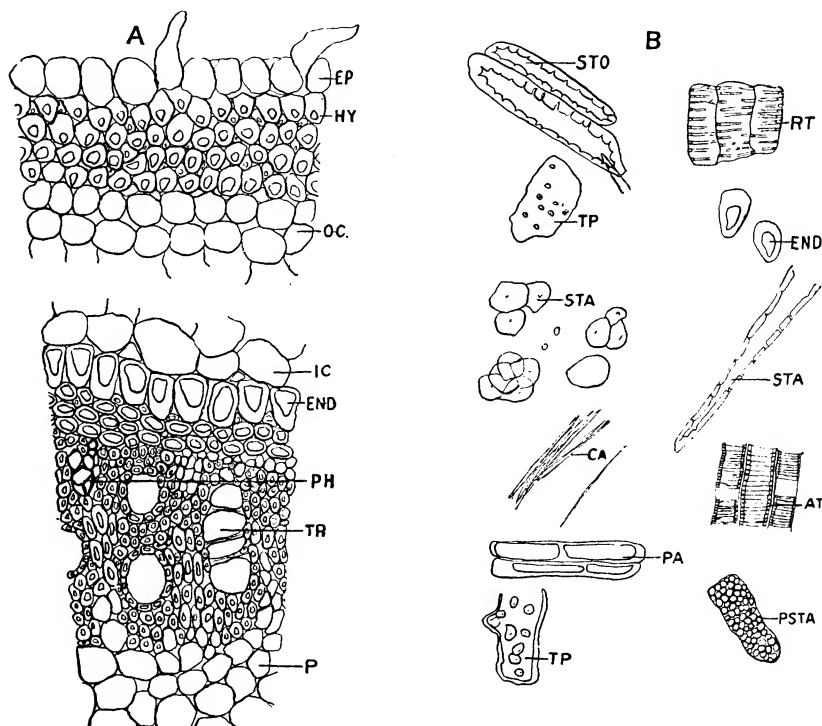 A
EP
HY
OC.
IC
END
PH
TR
P
B
STO
RT
TP
END
STA
STA
CA
AT
PA
PSTA
TP